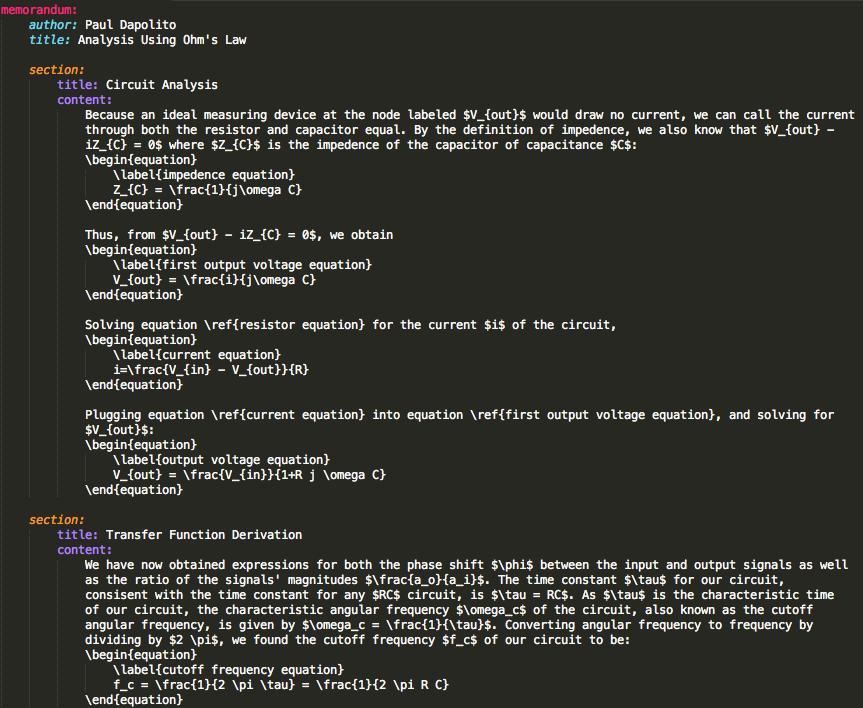 memorandum:
author: Paul Dapolito
title: Analysis Using Ohm's Law
section:
title: Circuit Analysis
content:
Because an ideal measuring device at the node labeled $V_{out}$ would draw no current, we can call the current
through both the resistor and capacitor equal. By the definition of impedence, we also know that $V_{out} -
iZ_{C} = 0$ where $Z_{C}$ is the impedence of the capacitor of capacitance $C$:
\begin{equation}
\label{impedence equation}
Z_{C} = \frac{1}{j\omega C}
\end{equation}
Thus, from $V_{out} - iZ_{C} = 0$, we obtain
\begin{equation}
\label{first output voltage equation}
V_{out} = \frac{i}{j\omega C}
\end{equation}
Solving equation \ref{resistor equation} for the current $i$ of the circuit,
\begin{equation}
\label{current equation}
i=\frac{V_{in} - V_{out}}{R}
\end{equation}
Plugging equation \ref{current equation} into equation \ref{first output voltage equation}, and solving for
$V_{out}$:
\begin{equation}
\label{output voltage equation}
V_{out} = \frac{V_{in}}{1+R j \omega C}
\end{equation}
section:
title: Transfer Function Derivation
content:
We have now obtained expressions for both the phase shift $\phi$ between the input and output signals as well
as the ratio of the signals' magnitudes $\frac{a_o}{a_i}$. The time constant $\tau$ for our circuit,
consisent with the time constant for any $RC$ circuit, is $\tau = RC$. As $\tau$ is the characteristic time
of our circuit, the characteristic angular frequency $\omega_c$ of the circuit, also known as the cutoff
angular frequency, is given by $\omega_c = \frac{1}{\tau}$. Converting angular frequency to frequency by
dividing by $2 \pi$, we found the cutoff frequency $f_c$ of our circuit to be:
\begin{equation}
\label{cutoff frequency equation}
f_c = \frac{1}{2 \pi \tau} = \frac{1}{2 \pi R C}
\end{equation}